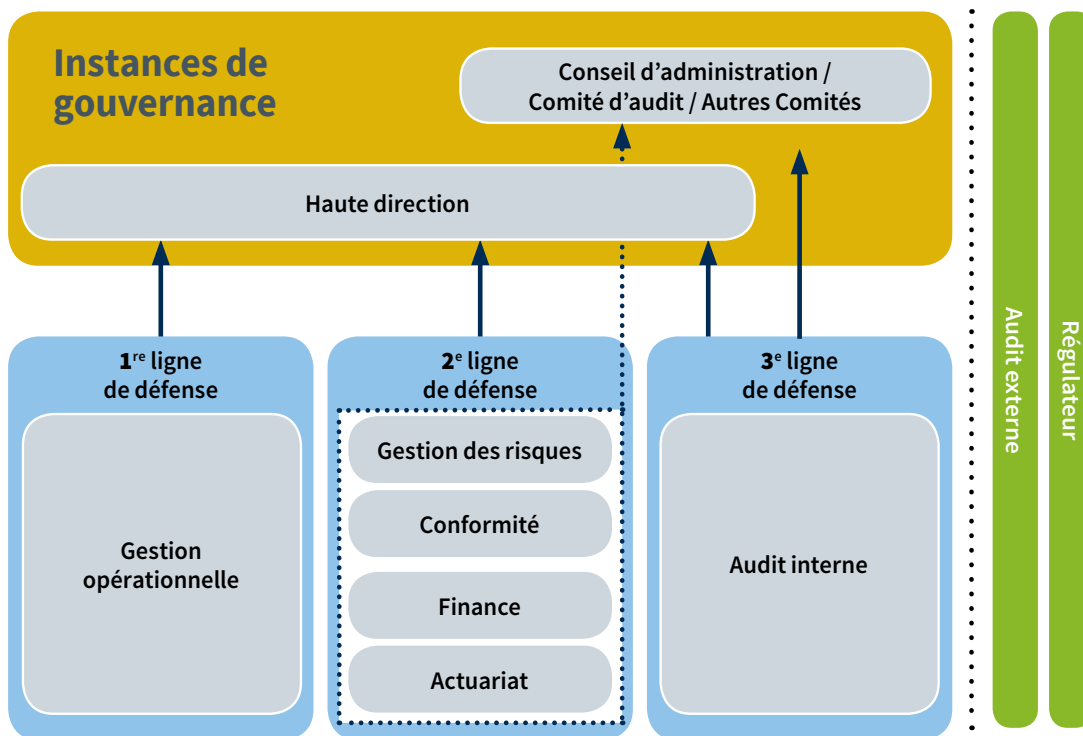 Instances de
gouvernance
Conseil d’administration /
Comité d’audit / Autres Comités
Haute direction
1re ligne
de défense
Gestion
opérationnelle
2e ligne
de défense
Gestion des risques
Conformité
Finance
Actuariat
3e ligne
de défense
Audit interne
Audit externe
Régulateur